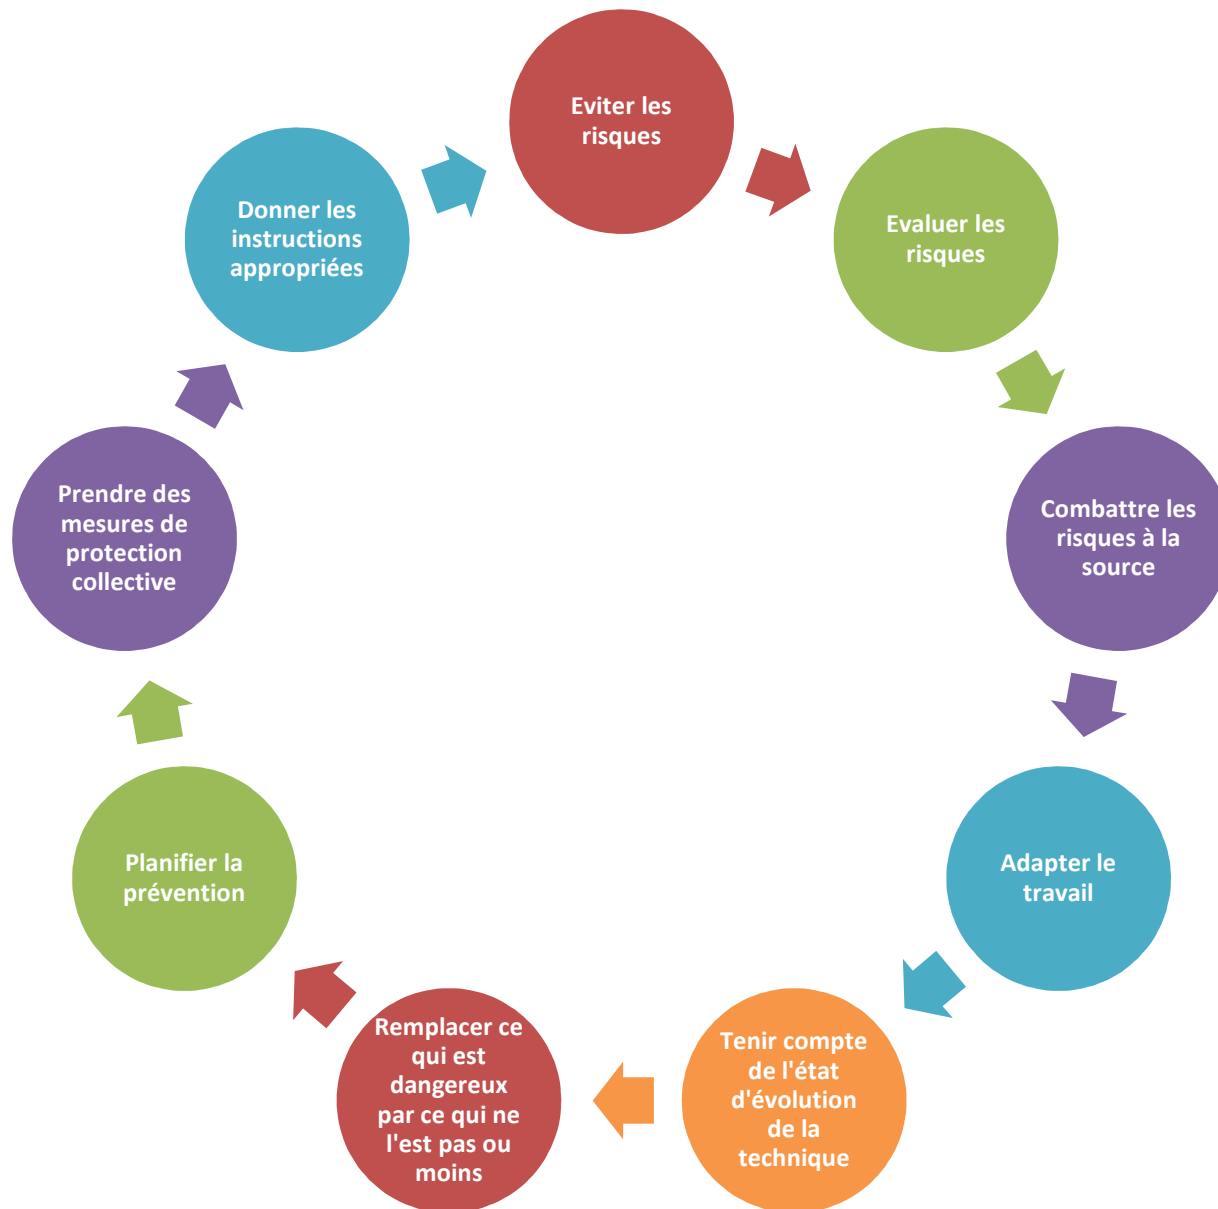 Eviter les
risques
Evaluer les
risques
Combattre les
risques à la
source
Adapter le
travail
Tenir compte
de l'état
d'évolution
de la
technique
Remplacer ce
qui est
dangereux
par ce qui ne
l'est pas ou
moins
Planifier la
prévention
Prendre des
mesures de
protection
collective
Donner les
instructions
appropriées